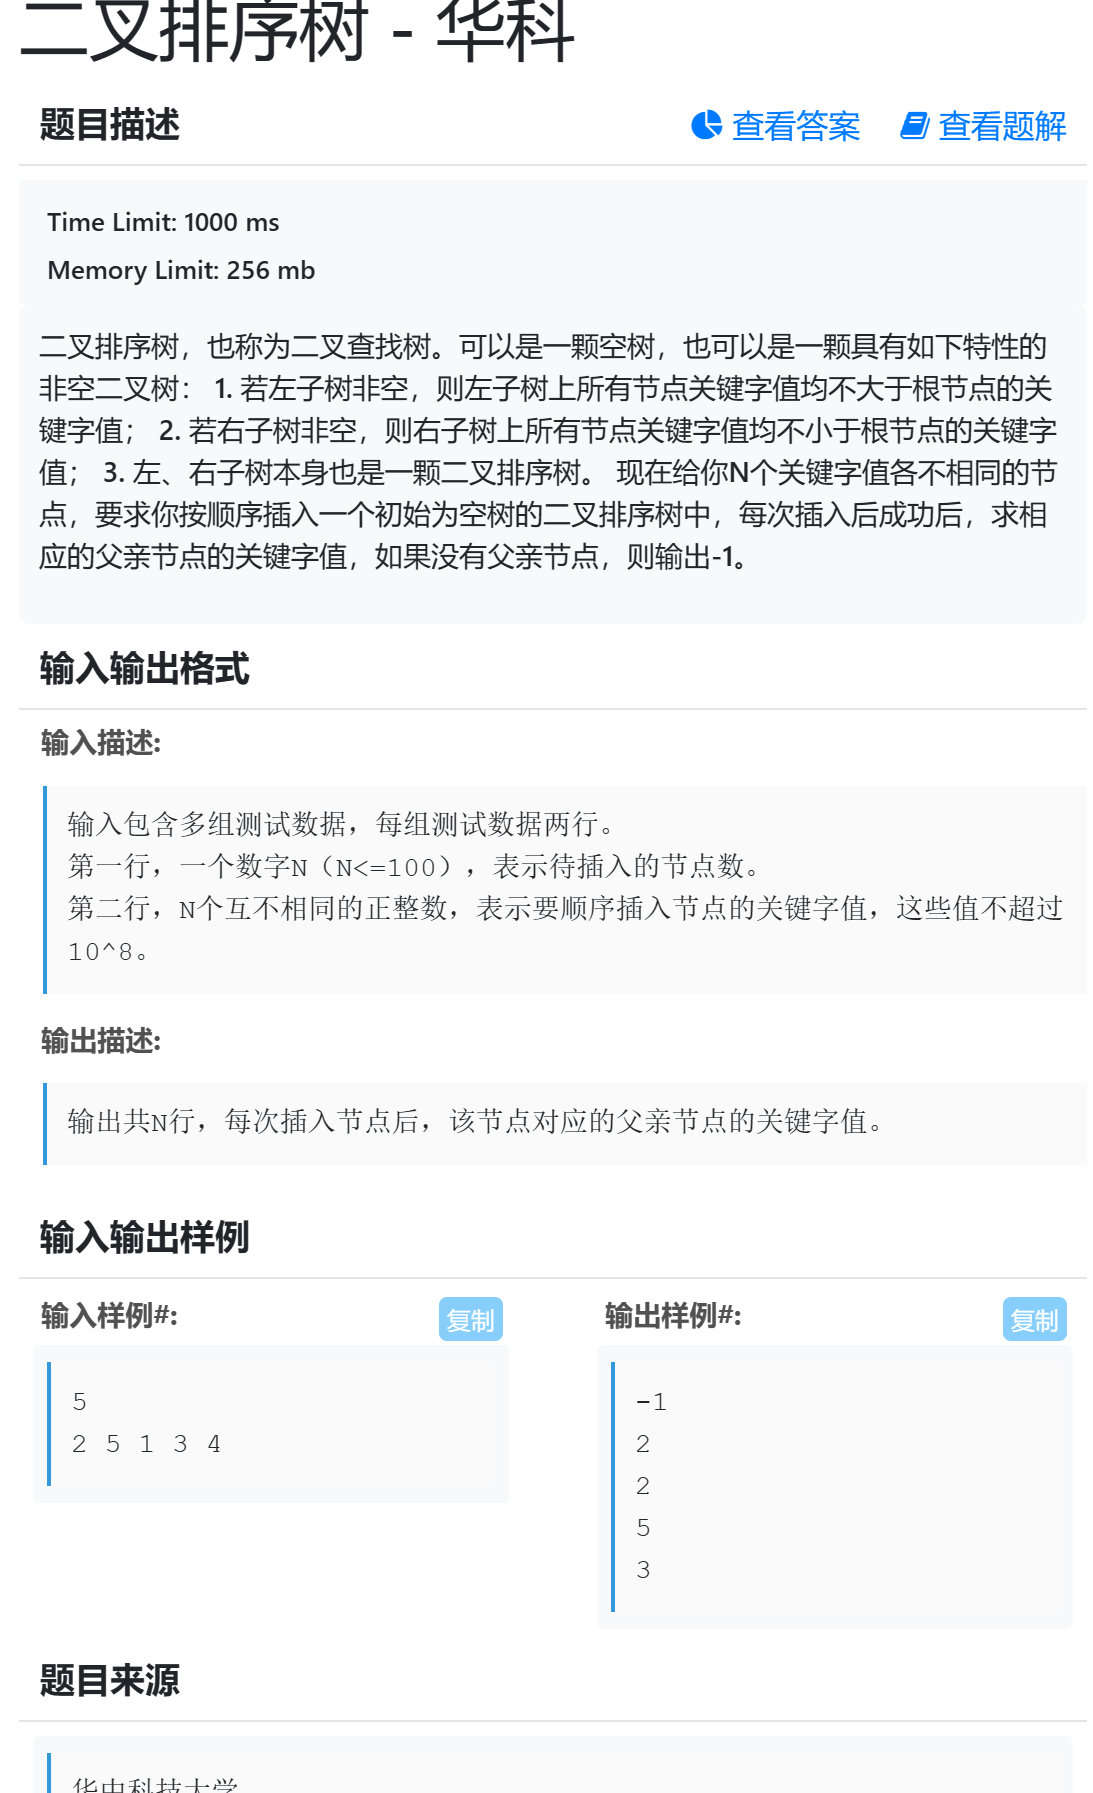 二叉排序树 - 华科
题目描述
查看答案 查看题解
Time Limit: 1000 ms
Memory Limit: 256 mb
二叉排序树，也称为二叉查找树。可以是一颗空树，也可以是一颗具有如下特性的
非空二叉树： 1. 若左子树非空，则左子树上所有节点关键字值均不大于根节点的关
键字值； 2. 若右子树非空，则右子树上所有节点关键字值均不小于根节点的关键字
值； 3. 左、右子树本身也是一颗二叉排序树。 现在给你N个关键字值各不相同的节
点，要求你按顺序插入一个初始为空树的二叉排序树中，每次插入后成功后，求相
应的父亲节点的关键字值，如果没有父亲节点，则输出-1。
输入输出格式
输入描述:
输入包含多组测试数据，每组测试数据两行。
第一行，一个数字N（N<=100），表示待插入的节点数。
第二行，N个互不相同的正整数，表示要顺序插入节点的关键字值，这些值不超过
10^8。
输出描述:
输出共N行，每次插入节点后，该节点对应的父亲节点的关键字值。
输入输出样例
输入样例#:
复制
5
2 5 1 3 4
输出样例#:
复制
-1
2
2
5
3
题目来源
华中科技大学